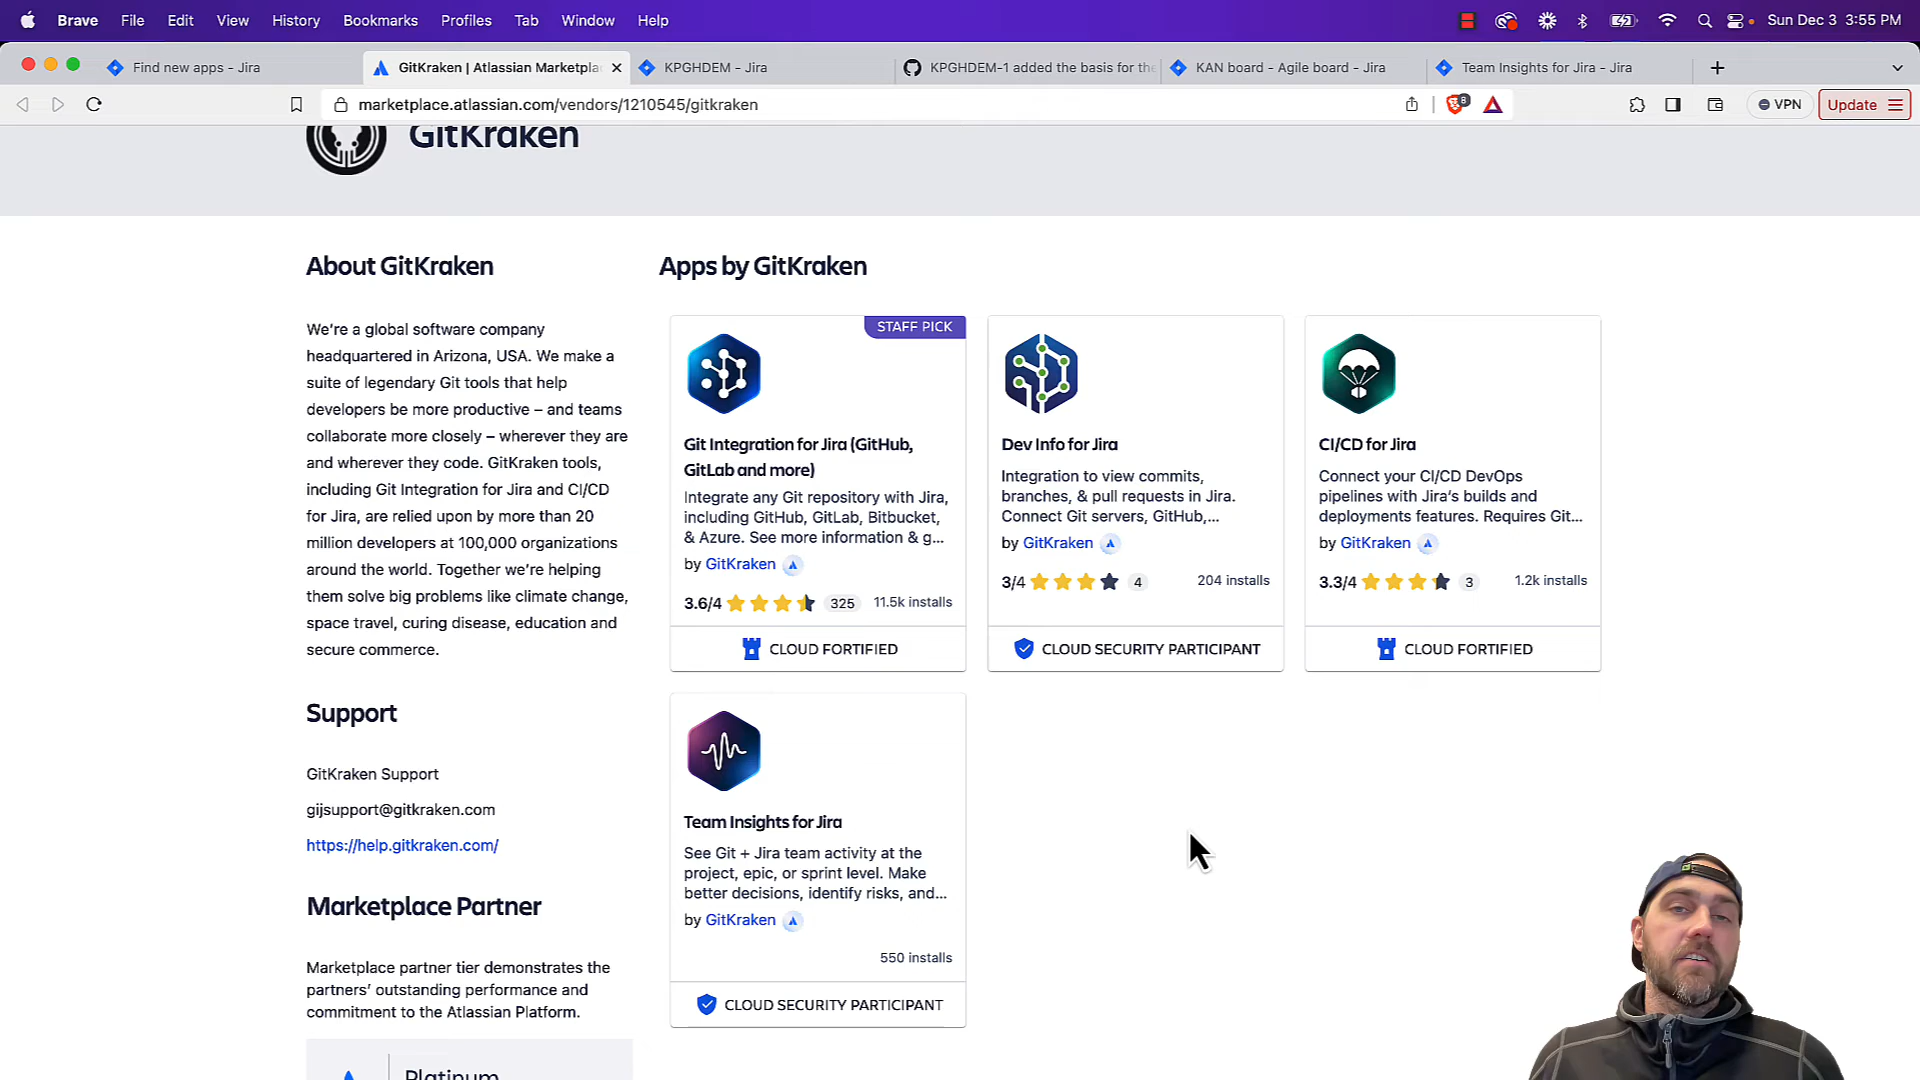 Brave File Edit View History Bookmarks Profiles Tab Window Help Sun Dec 3 3:55 PM
Find new apps - Jira
GitKraken | Atlassian Marketpla
KPGHDEM - Jira
KPGHDEM-1 added the basis for the
KAN board - Agile board - Jira
Team Insights for Jira - Jira
marketplace.atlassian.com/vendors/1210545/gitkraken
8
VPN
Update
GitKraken
About GitKraken
We're a global software company
headquartered in Arizona, USA. We make a
suite of legendary Git tools that help
developers be more productive – and teams
collaborate more closely – wherever they are
and wherever they code. GitKraken tools,
including Git Integration for Jira and CI/CD
for Jira, are relied upon by more than 20
million developers at 100,000 organizations
around the world. Together we're helping
them solve big problems like climate change,
space travel, curing disease, education and
secure commerce.
Support
GitKraken Support
gijsupport@gitkraken.com
https://help.gitkraken.com/
Marketplace Partner
Marketplace partner tier demonstrates the
partners' outstanding performance and
commitment to the Atlassian Platform.
Platinum
Apps by GitKraken
STAFF PICK
Git Integration for Jira (GitHub,
GitLab and more)
Integrate any Git repository with Jira,
including GitHub, GitLab, Bitbucket,
& Azure. See more information & g...
by GitKraken
3.6/4 325 11.5k installs
CLOUD FORTIFIED
Dev Info for Jira
Integration to view commits,
branches, & pull requests in Jira.
Connect Git servers, GitHub,...
by GitKraken
3/4 4 204 installs
CLOUD SECURITY PARTICIPANT
CI/CD for Jira
Connect your CI/CD DevOps
pipelines with Jira's builds and
deployments features. Requires Git...
by GitKraken
3.3/4 3 1.2k installs
CLOUD FORTIFIED
Team Insights for Jira
See Git + Jira team activity at the
project, epic, or sprint level. Make
better decisions, identify risks, and...
by GitKraken
550 installs
CLOUD SECURITY PARTICIPANT